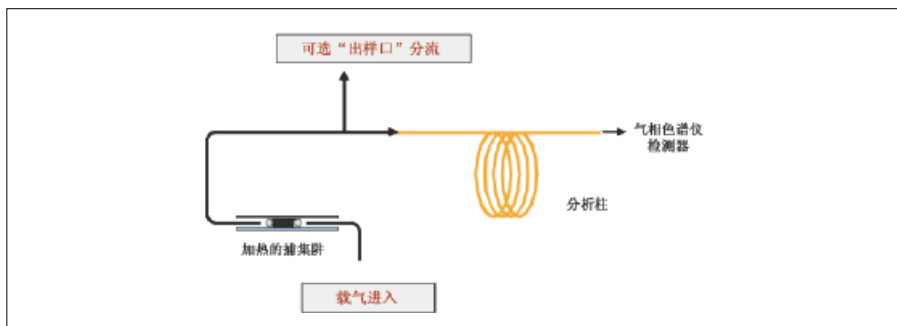 可选“出样口”分流
气相色谱仪
检测器
分析柱
加热的捕集阱
载气进入